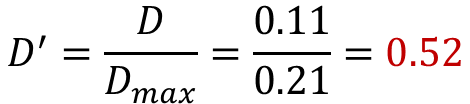 D′ = D / D_max = 0.11 / 0.21 = 0.52